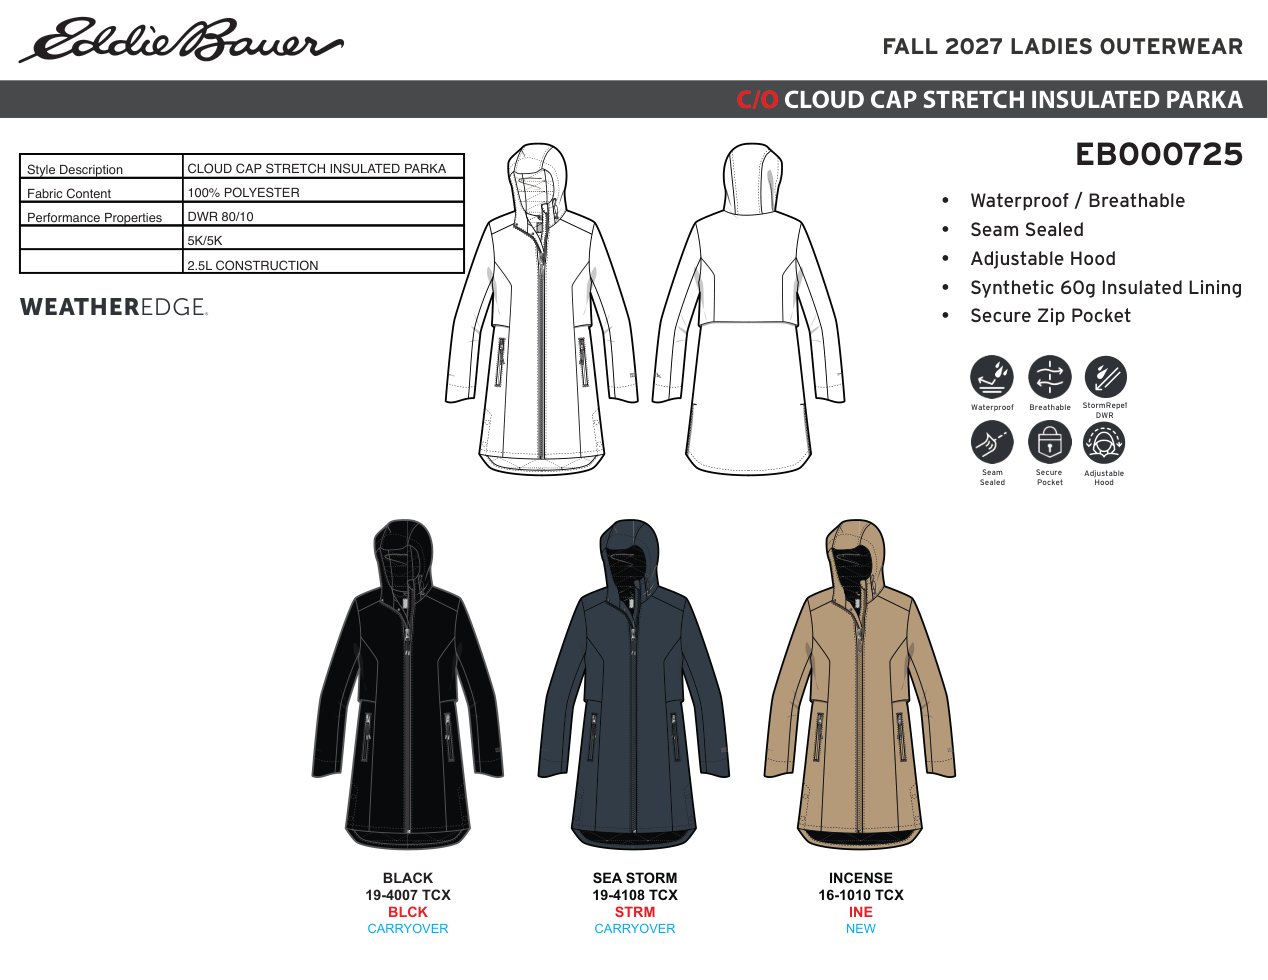 Eddie Bauer
FALL 2027 LADIES OUTERWEAR
C/O CLOUD CAP STRETCH INSULATED PARKA
EB000725
Style Description CLOUD CAP STRETCH INSULATED PARKA
Fabric Content 100% POLYESTER
Performance Properties DWR 80/10
5K/5K
2.5L CONSTRUCTION
WEATHEREDGE
• Waterproof / Breathable
• Seam Sealed
• Adjustable Hood
• Synthetic 60g Insulated Lining
• Secure Zip Pocket
Waterproof Breathable StormRepel
DWR
Seam Secure Adjustable
Sealed Pocket Hood
BLACK
19-4007 TCX
BLCK
CARRYOVER
SEA STORM
19-4108 TCX
STRM
CARRYOVER
INCENSE
16-1010 TCX
INE
NEW